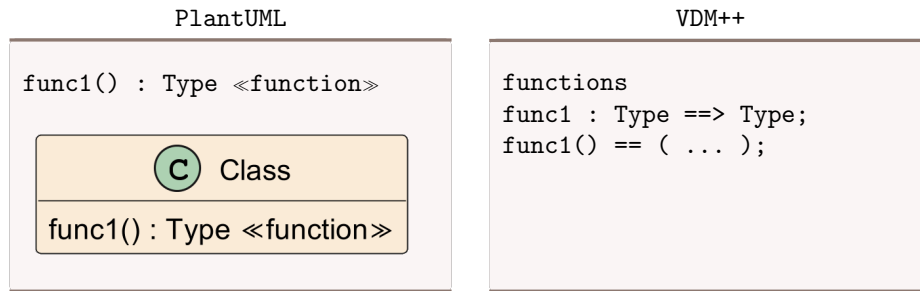 PlantUML
func1() : Type «function»
C Class
func1() : Type «function»
VDM++
functions
func1 : Type ==> Type;
func1() == ( ... );